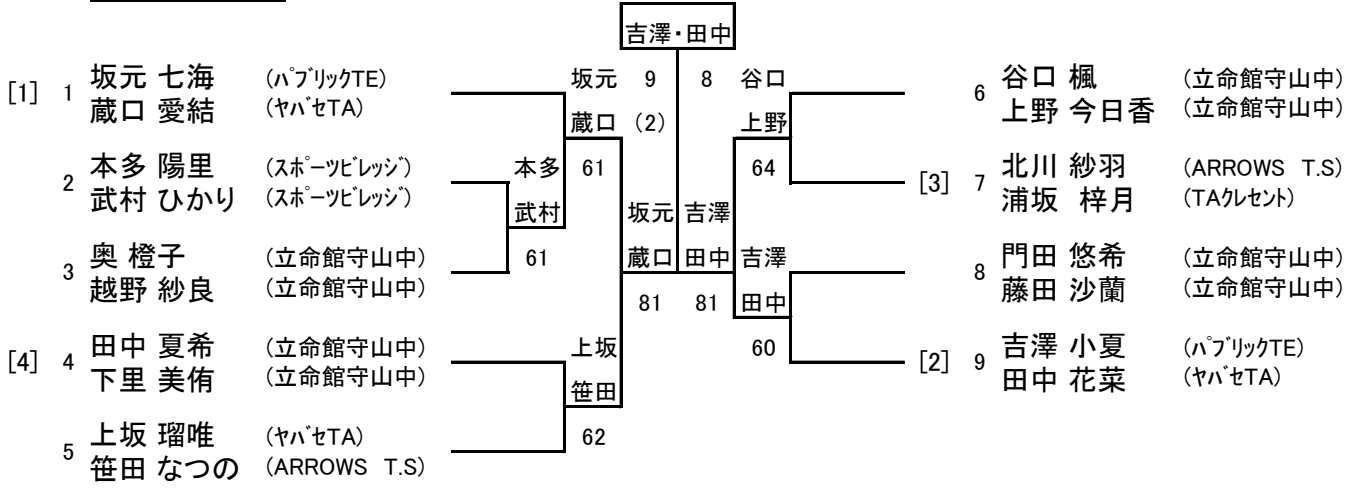 吉澤・田中
[1] 1 坂元 七海 (パブリックTE)
蔵口 愛結 (ヤバセTA)
2 本多 陽里 (スポーツビレッジ)
武村 ひかり (スポーツビレッジ)
3 奥 橙子 (立命館守山中)
越野 紗良 (立命館守山中)
[4] 4 田中 夏希 (立命館守山中)
下里 美侑 (立命館守山中)
5 上坂 瑠唯 (ヤバセTA)
笹田 なつの (ARROWS T.S)
本多
武村
61
坂元
蔵口
61
上坂
笹田
62
坂元
蔵口
81
9 8
(2)
吉澤
田中
81
谷口
上野
64
吉澤
田中
60
6 谷口 楓 (立命館守山中)
上野 今日香 (立命館守山中)
[3] 7 北川 紗羽 (ARROWS T.S)
浦坂 梓月 (TAクレセント)
8 門田 悠希 (立命館守山中)
藤田 沙蘭 (立命館守山中)
[2] 9 吉澤 小夏 (パブリックTE)
田中 花菜 (ヤバセTA)